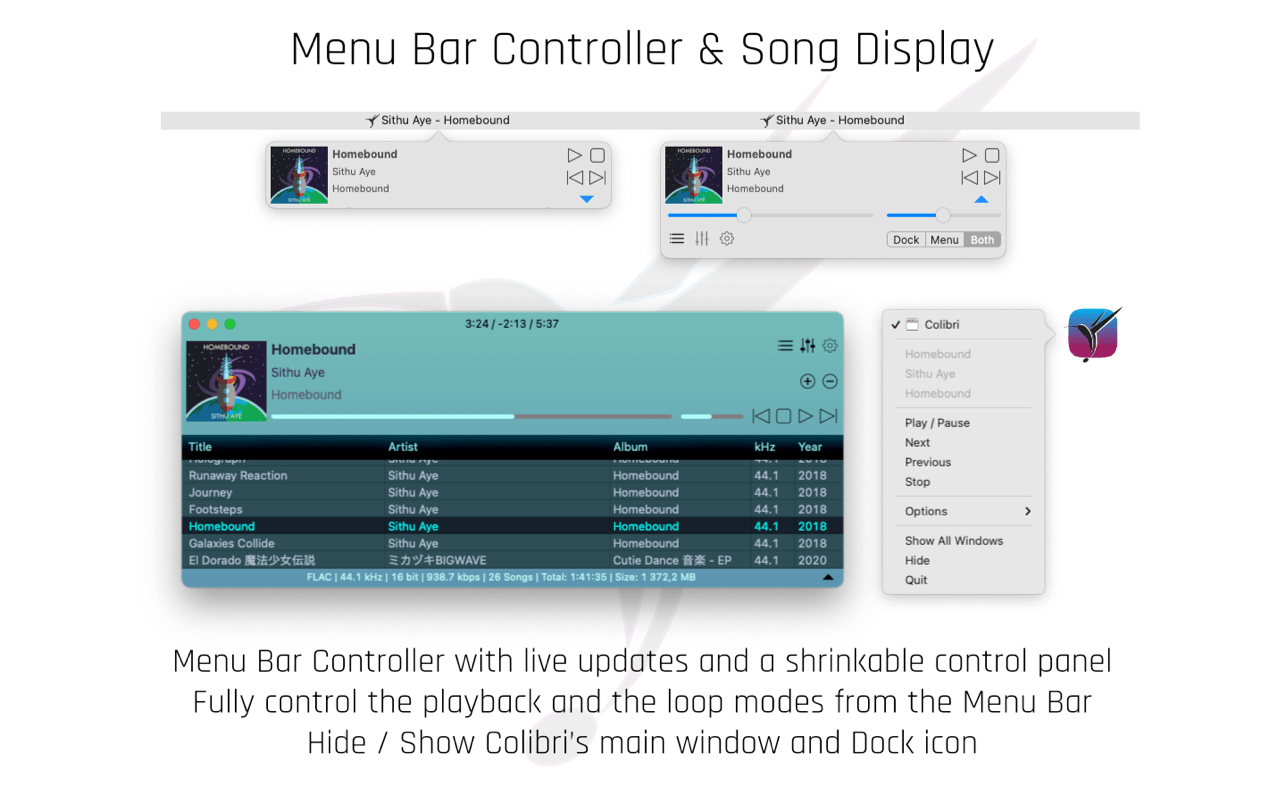 Menu Bar Controller & Song Display
Sithu Aye - Homebound
Sithu Aye - Homebound
HOMEBOUND
SITHU AYE
Homebound
Sithu Aye
Homebound
HOMEBOUND
SITHU AYE
Homebound
Sithu Aye
Homebound
Dock Menu Both
3:24 / -2:13 / 5:37
HOMEBOUND
SITHU AYE
Homebound
Sithu Aye
Homebound
Title Artist Album kHz Year
Holograph Sithu Aye Homebound 44.1 2018
Runaway Reaction Sithu Aye Homebound 44.1 2018
Journey Sithu Aye Homebound 44.1 2018
Footsteps Sithu Aye Homebound 44.1 2018
Homebound Sithu Aye Homebound 44.1 2018
Galaxies Collide Sithu Aye Homebound 44.1 2018
El Dorado 魔法少女伝説 ミカヅキBIGWAVE Cutie Dance 音楽 - EP 44.1 2020
FLAC | 44.1 kHz | 16 bit | 938.7 kbps | 26 Songs | Total: 1:41:35 | Size: 1 372,2 MB
Colibri
Homebound
Sithu Aye
Homebound
Play / Pause
Next
Previous
Stop
Options
Show All Windows
Hide
Quit
Menu Bar Controller with live updates and a shrinkable control panel
Fully control the playback and the loop modes from the Menu Bar
Hide / Show Colibri's main window and Dock icon